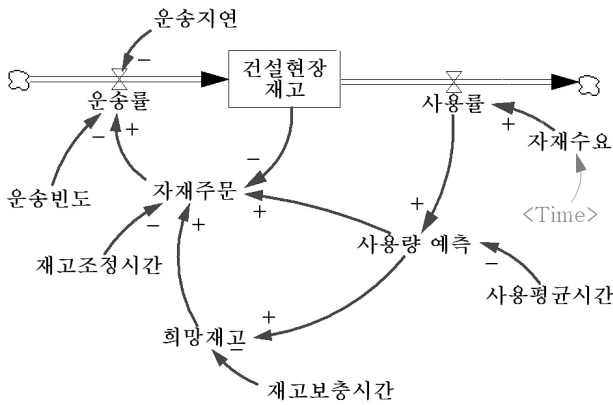 운송지연
−
건설현장
재고
운송률
사용률
− +
+
자재수요
−
운송빈도
자재주문
+
<Time>
− +
+
재고조정시간
사용량 예측
−
사용평균시간
+
희망재고
−
재고보충시간